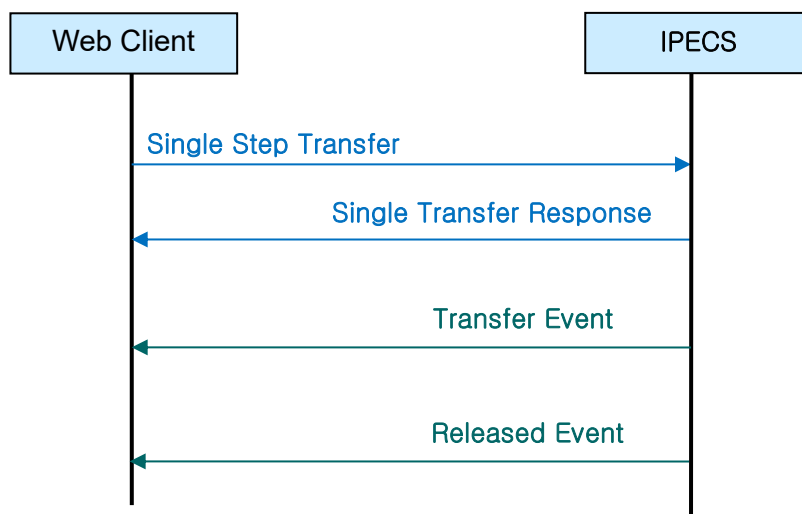 Web Client
IPECS
Single Step Transfer
Single Transfer Response
Transfer Event
Released Event